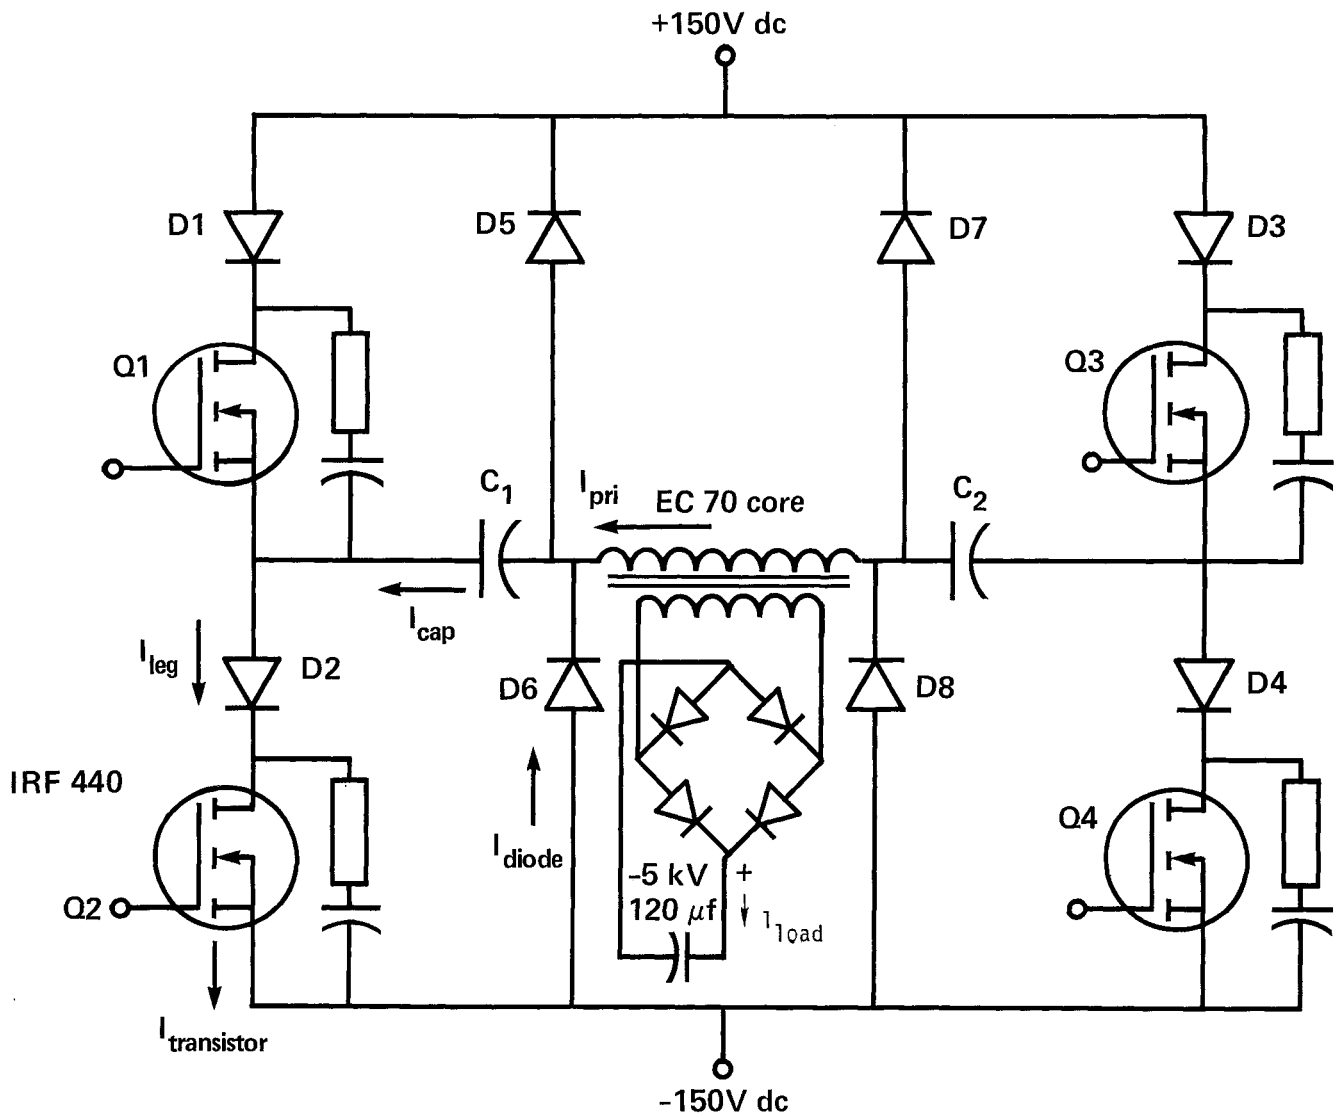 +150V dc
D1
D5
D7
D3
Q1
Q3
C1
Ipri
EC 70 core
C2
Icap
Ileg
D2
D6
D8
D4
IRF 440
Idiode
Q4
-5 kV +
120 μf
Iload
Q2
Itransistor
-150V dc